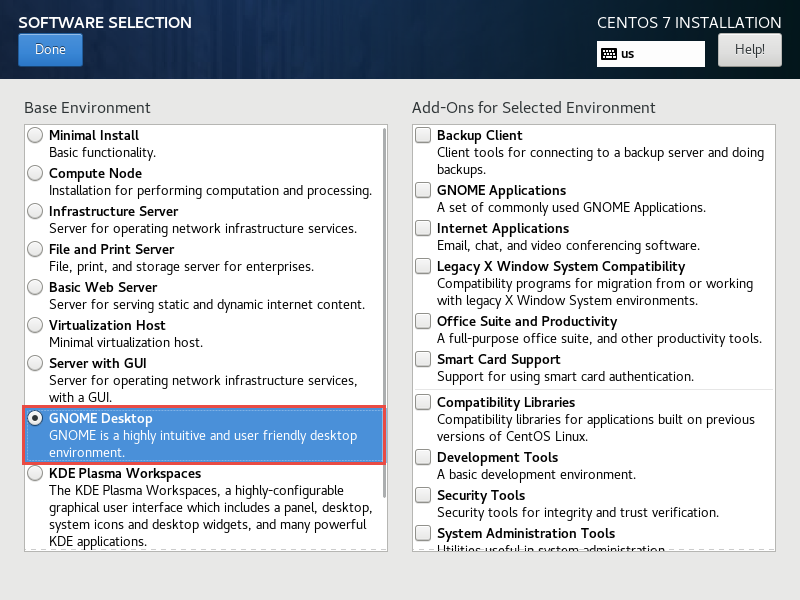 SOFTWARE SELECTION
Done
CENTOS 7 INSTALLATION
us
Help!
Base Environment
Minimal Install
Basic functionality.
Compute Node
Installation for performing computation and processing.
Infrastructure Server
Server for operating network infrastructure services.
File and Print Server
File, print, and storage server for enterprises.
Basic Web Server
Server for serving static and dynamic internet content.
Virtualization Host
Minimal virtualization host.
Server with GUI
Server for operating network infrastructure services,
with a GUI.
GNOME Desktop
GNOME is a highly intuitive and user friendly desktop
environment.
KDE Plasma Workspaces
The KDE Plasma Workspaces, a highly-configurable
graphical user interface which includes a panel, desktop,
system icons and desktop widgets, and many powerful
KDE applications.
Add-Ons for Selected Environment
Backup Client
Client tools for connecting to a backup server and doing
backups.
GNOME Applications
A set of commonly used GNOME Applications.
Internet Applications
Email, chat, and video conferencing software.
Legacy X Window System Compatibility
Compatibility programs for migration from or working
with legacy X Window System environments.
Office Suite and Productivity
A full-purpose office suite, and other productivity tools.
Smart Card Support
Support for using smart card authentication.
Compatibility Libraries
Compatibility libraries for applications built on previous
versions of CentOS Linux.
Development Tools
A basic development environment.
Security Tools
Security tools for integrity and trust verification.
System Administration Tools
Utilities useful in system administration.